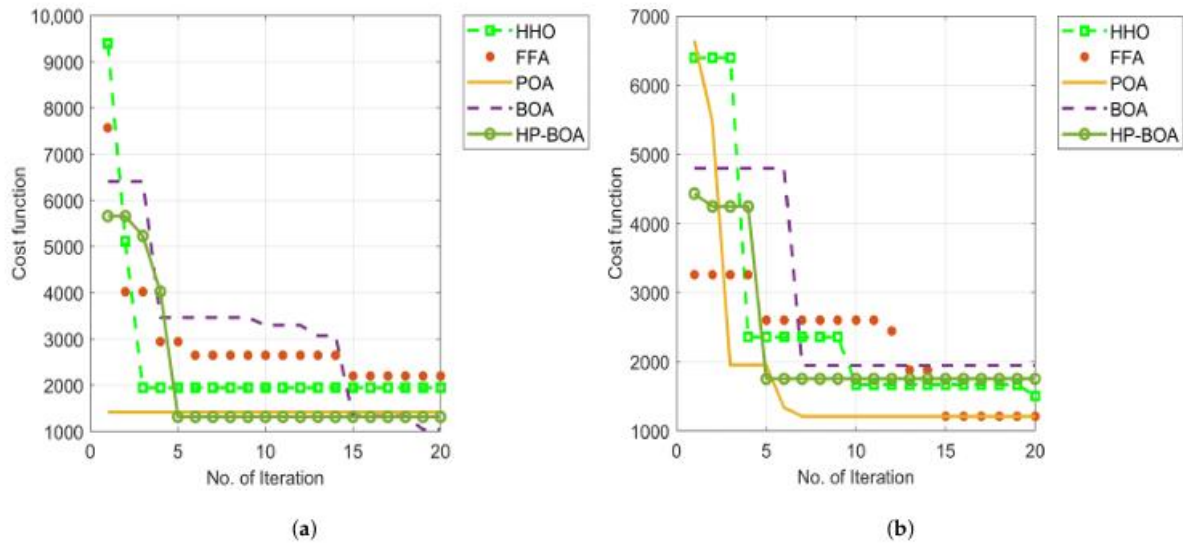 10,000
9000
8000
7000
6000
5000
4000
3000
2000
1000
0
5
10
15
20
Cost function
No. of Iteration
HHO
FFA
POA
BOA
HP-BOA
(a)
7000
6000
5000
4000
3000
2000
1000
0
5
10
15
20
Cost function
No. of Iteration
HHO
FFA
POA
BOA
HP-BOA
(b)